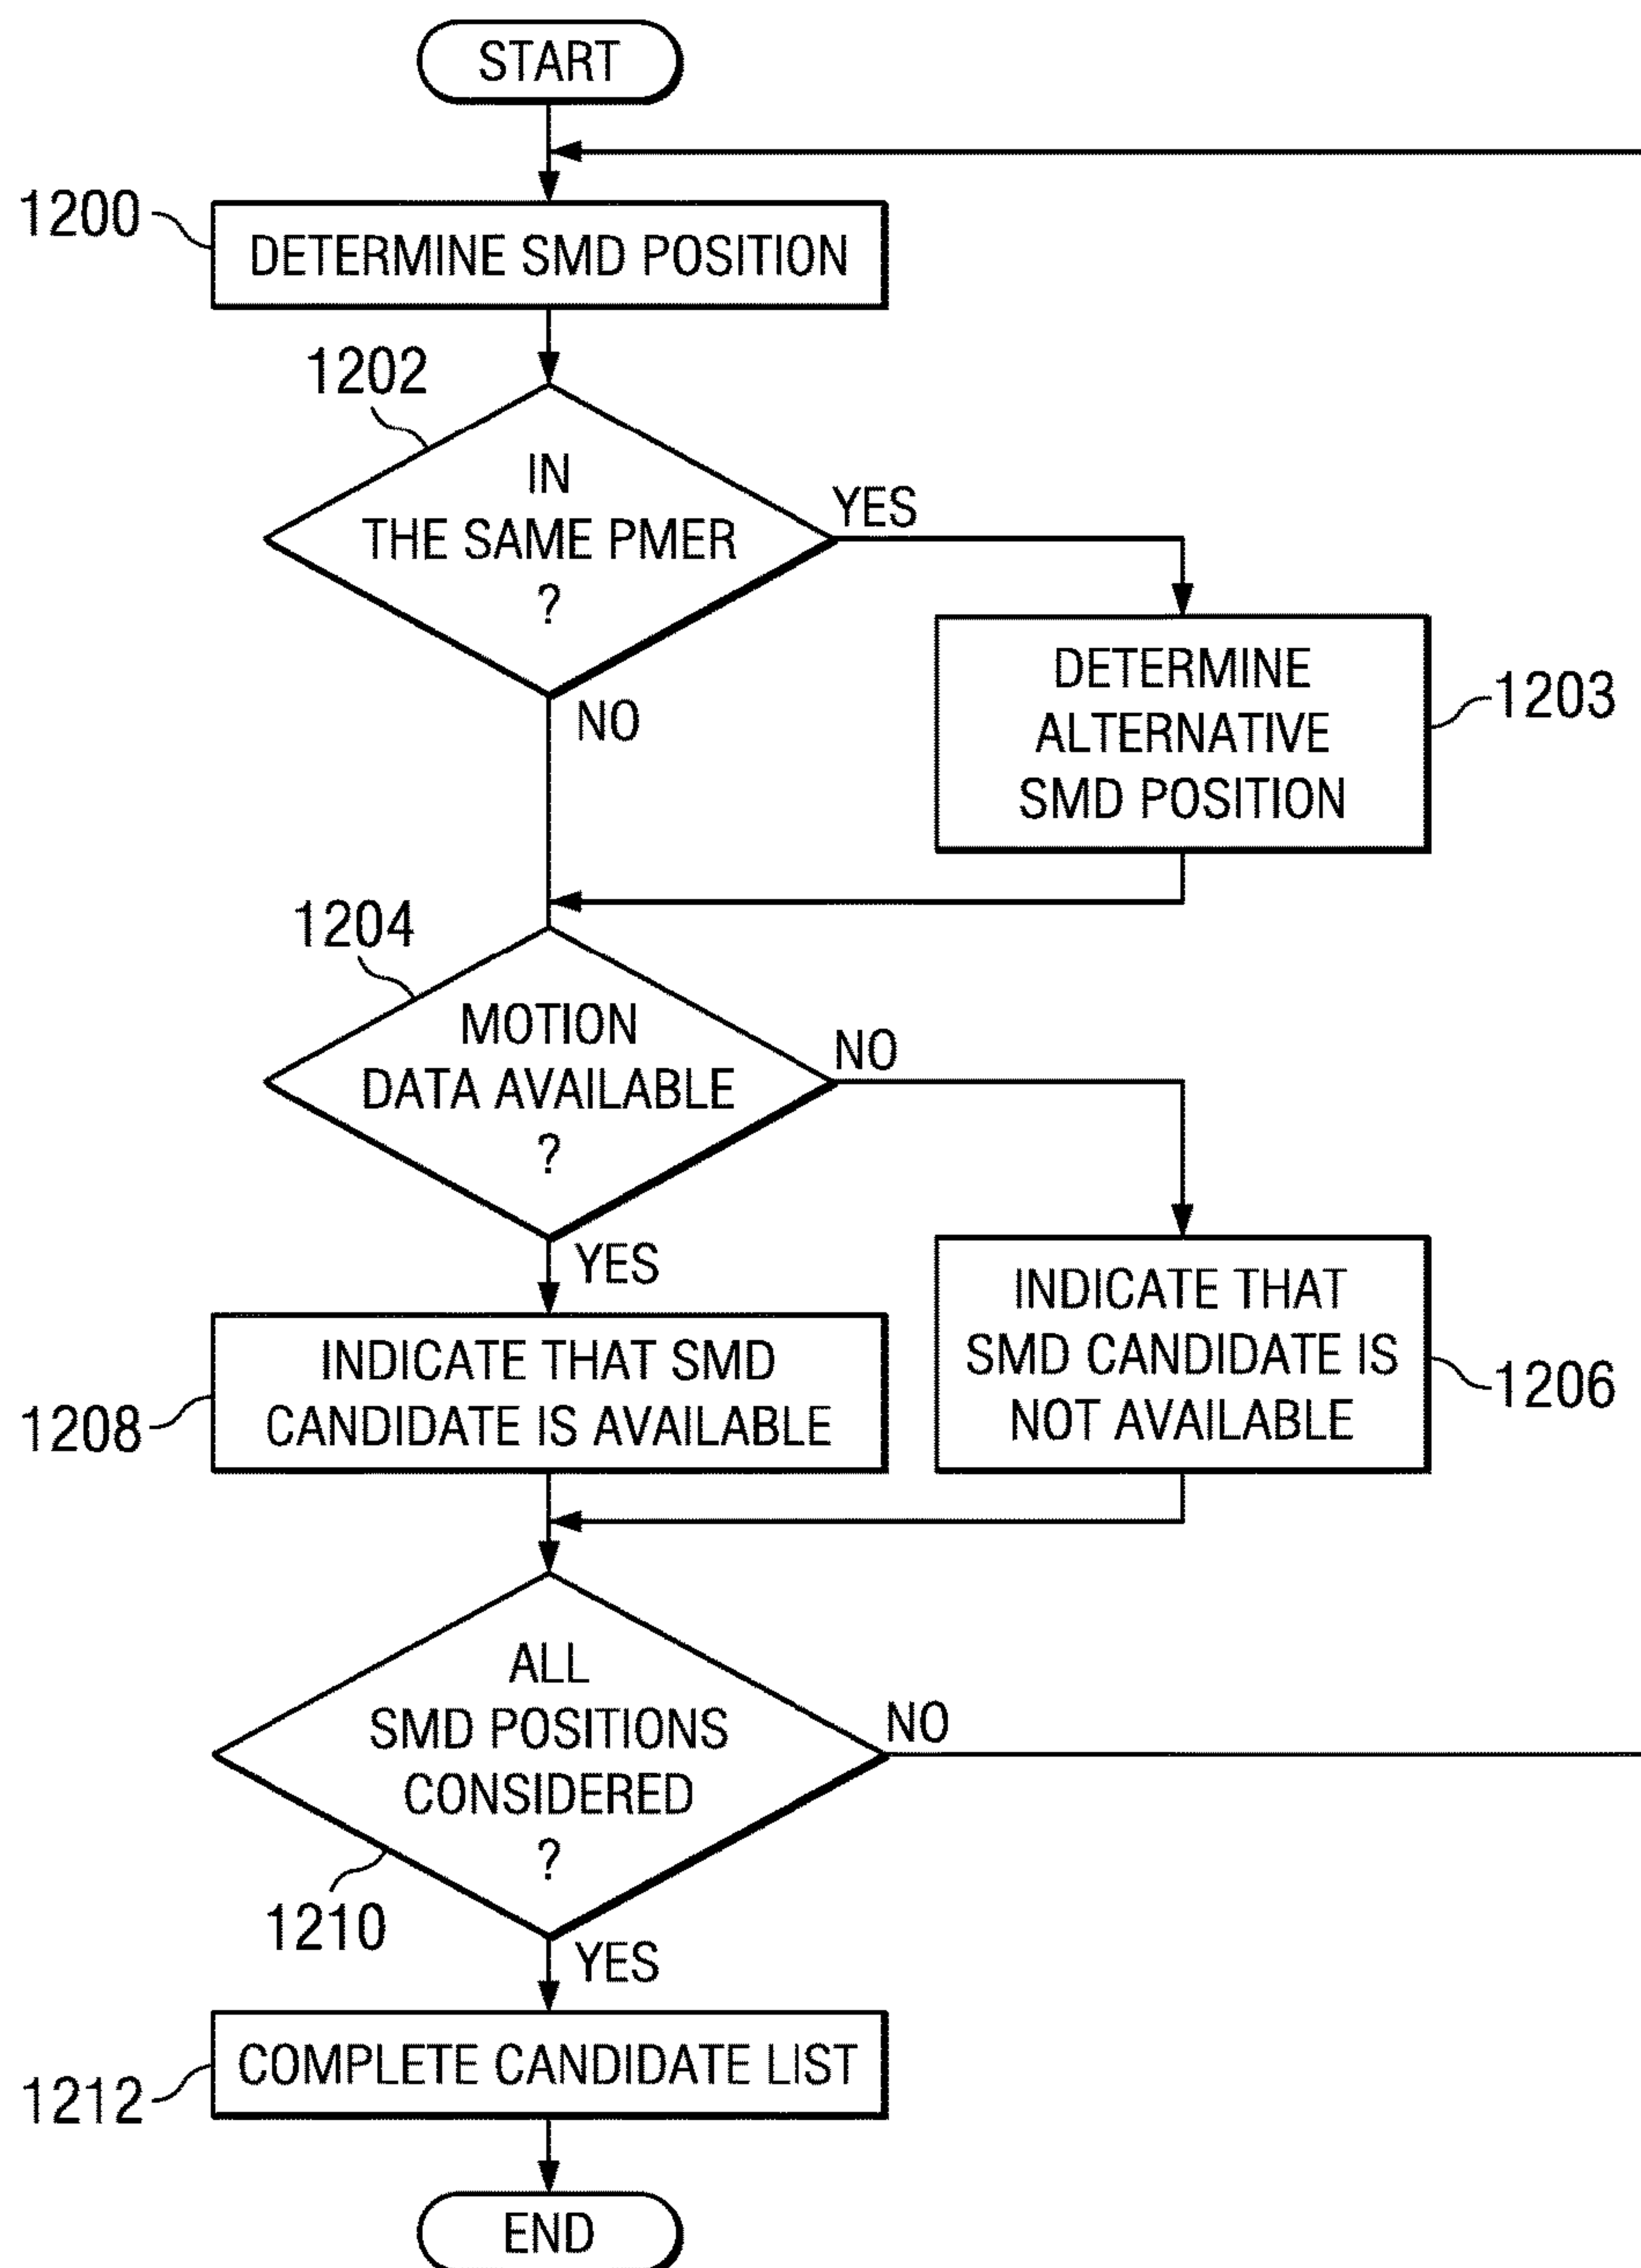 START
1200
DETERMINE SMD POSITION
1202
IN
THE SAME PMER
?
YES
NO
DETERMINE
ALTERNATIVE
SMD POSITION
1203
1204
MOTION
DATA AVAILABLE
?
NO
YES
INDICATE THAT
SMD CANDIDATE IS
NOT AVAILABLE
1206
INDICATE THAT SMD
CANDIDATE IS AVAILABLE
1208
ALL
SMD POSITIONS
CONSIDERED
?
NO
1210
YES
COMPLETE CANDIDATE LIST
1212
END